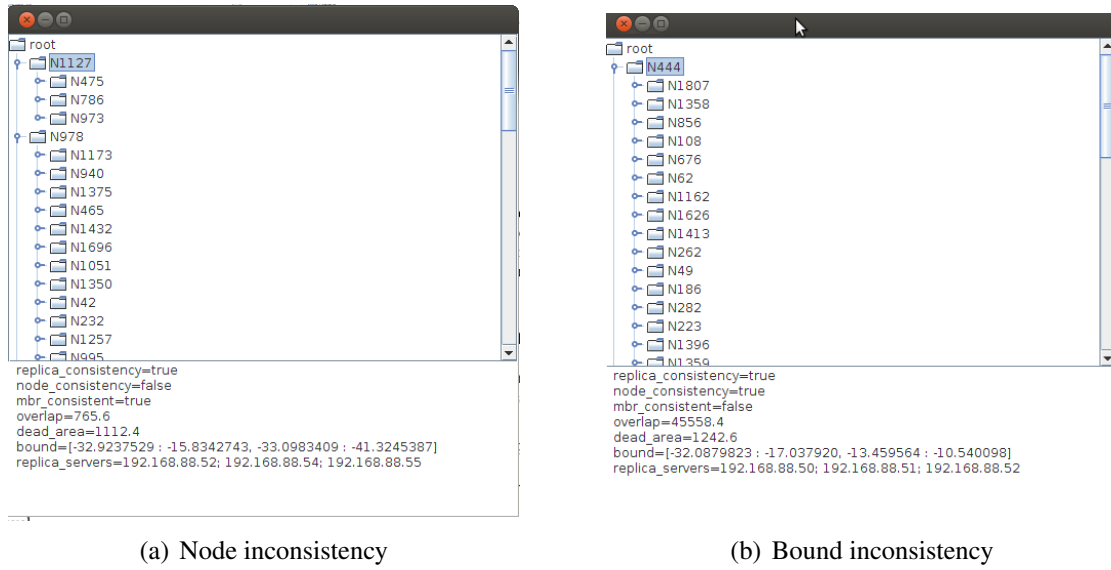 root
N1127
N475
N786
N973
N978
N1173
N940
N1375
N465
N1432
N1696
N1051
N1350
N42
N232
N1257
N995
replica_consistency=true
node_consistency=false
mbr_consistent=true
overlap=765.6
dead_area=1112.4
bound=[-32.9237529 : -15.8342743, -33.0983409 : -41.3245387]
replica_servers=192.168.88.52; 192.168.88.54; 192.168.88.55
(a) Node inconsistency
root
N444
N1807
N1358
N856
N108
N676
N62
N1162
N1626
N1413
N262
N49
N186
N282
N223
N1396
N1359
replica_consistency=true
node_consistency=true
mbr_consistent=false
overlap=45558.4
dead_area=1242.6
bound=[-32.0879823 : -17.037920, -13.459564 : -10.540098]
replica_servers=192.168.88.50; 192.168.88.51; 192.168.88.52
(b) Bound inconsistency